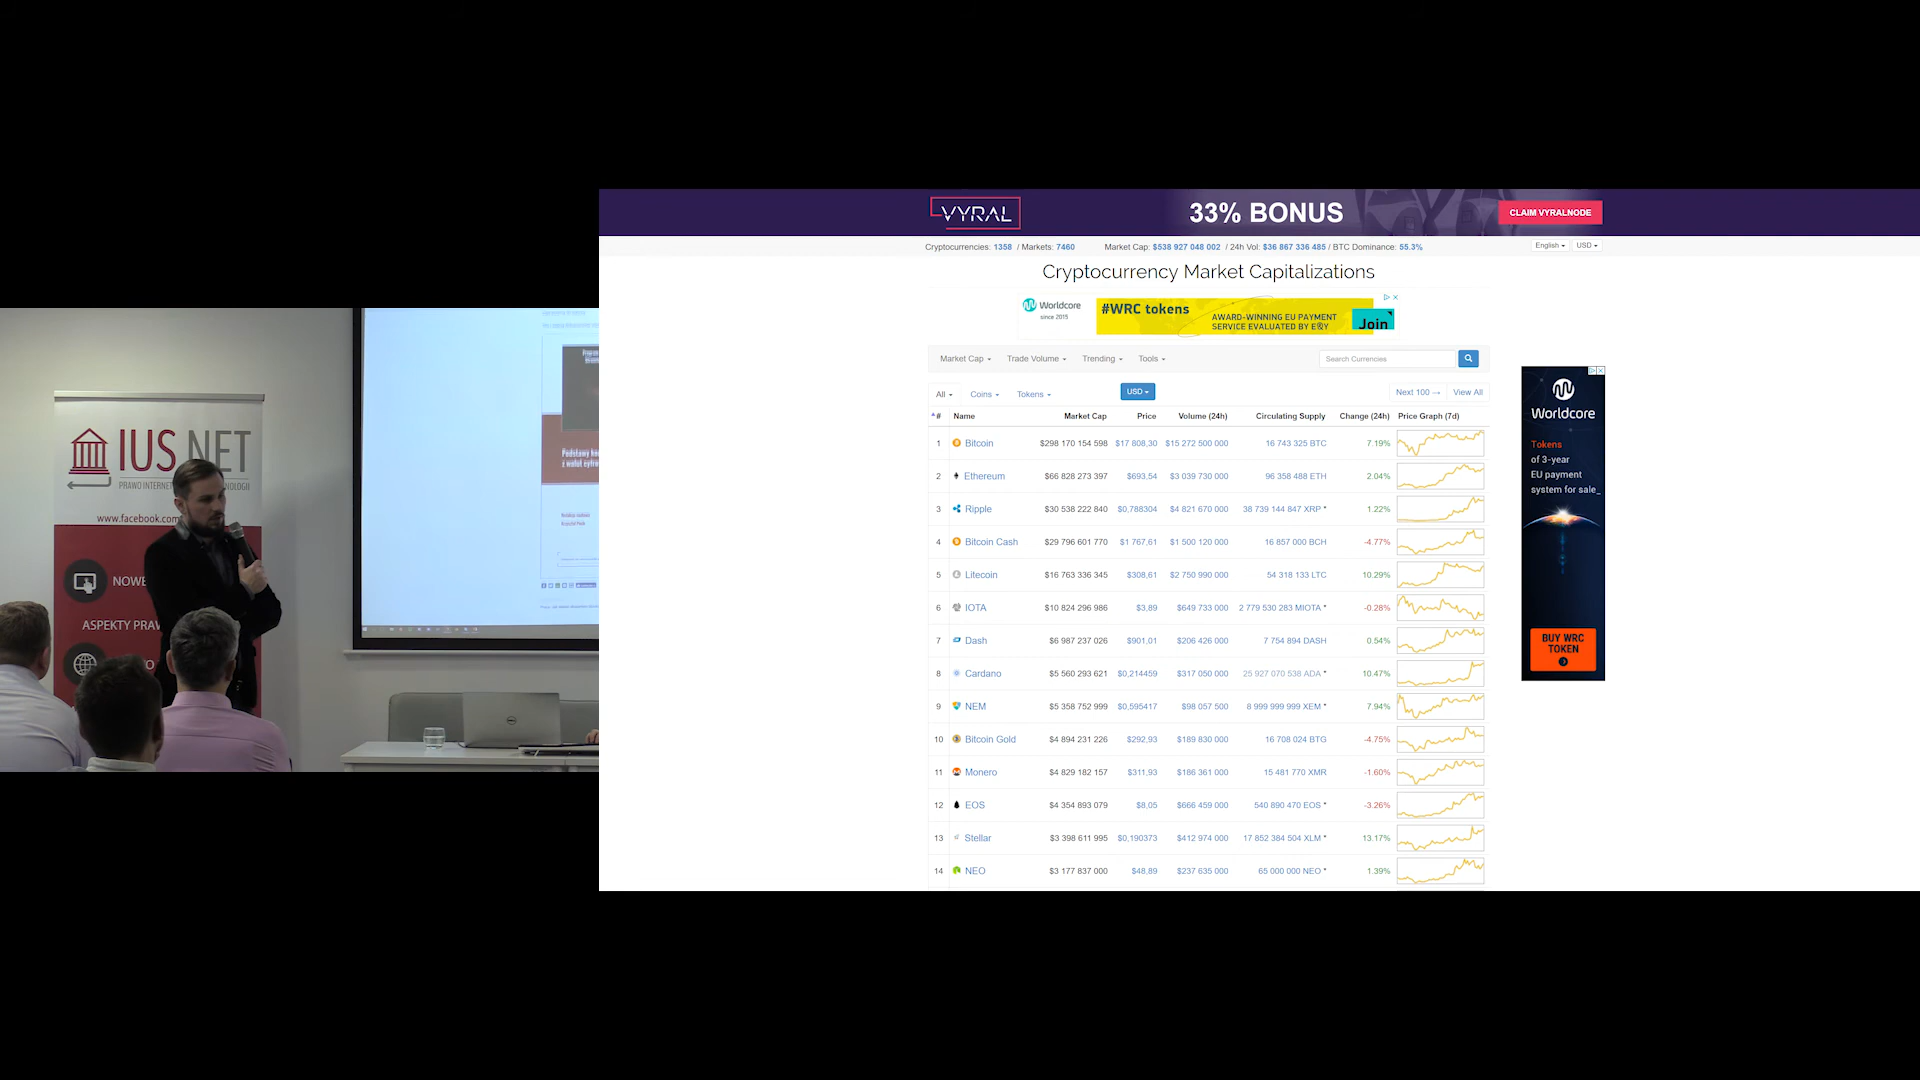 IUS NET
PRAWO INTERNET
NOLOGII
www.facebook.com
NOWE
ASPEKTY PRAW
Podstawy
z walut cyfrow
DELL
VYRAL
33% BONUS
CLAIM VYRALNODE
Cryptocurrencies: 1358 / Markets: 7460
Market Cap: $538 927 048 002 / 24h Vol: $36 867 336 485 / BTC Dominance: 55.3%
English
USD
Cryptocurrency Market Capitalizations
Worldcore
since 2015
#WRC tokens
AWARD-WINNING EU PAYMENT
SERVICE EVALUATED BY E&Y
Join
Market Cap
Trade Volume
Trending
Tools
Search Currencies
All
Coins
Tokens
USD
Next 100 →
View All
# Name Market Cap Price Volume (24h) Circulating Supply Change (24h) Price Graph (7d)
1 Bitcoin $298 170 154 598 $17 808,30 $15 272 500 000 16 743 325 BTC 7.19%
2 Ethereum $66 828 273 397 $693,54 $3 039 730 000 96 358 488 ETH 2.04%
3 Ripple $30 538 222 840 $0,788304 $4 821 670 000 38 739 144 847 XRP * 1.22%
4 Bitcoin Cash $29 796 601 770 $1 767,61 $1 500 120 000 16 857 000 BCH -4.77%
5 Litecoin $16 763 336 345 $308,61 $2 750 990 000 54 318 133 LTC 10.29%
6 IOTA $10 824 296 986 $3,89 $649 733 000 2 779 530 283 MIOTA * -0.28%
7 Dash $6 987 237 026 $901,01 $206 426 000 7 754 894 DASH 0.54%
8 Cardano $5 560 293 621 $0,214459 $317 050 000 25 927 070 538 ADA * 10.47%
9 NEM $5 358 752 999 $0,595417 $98 057 500 8 999 999 999 XEM * 7.94%
10 Bitcoin Gold $4 894 231 226 $292,93 $189 830 000 16 708 024 BTG -4.75%
11 Monero $4 829 182 157 $311,93 $186 361 000 15 481 770 XMR -1.60%
12 EOS $4 354 893 079 $8,05 $666 459 000 540 890 470 EOS * -3.26%
13 Stellar $3 398 611 995 $0,190373 $412 974 000 17 852 384 504 XLM * 13.17%
14 NEO $3 177 837 000 $48,89 $237 635 000 65 000 000 NEO * 1.39%
Worldcore
Tokens
of 3-year
EU payment
system for sale_
BUY WRC
TOKEN